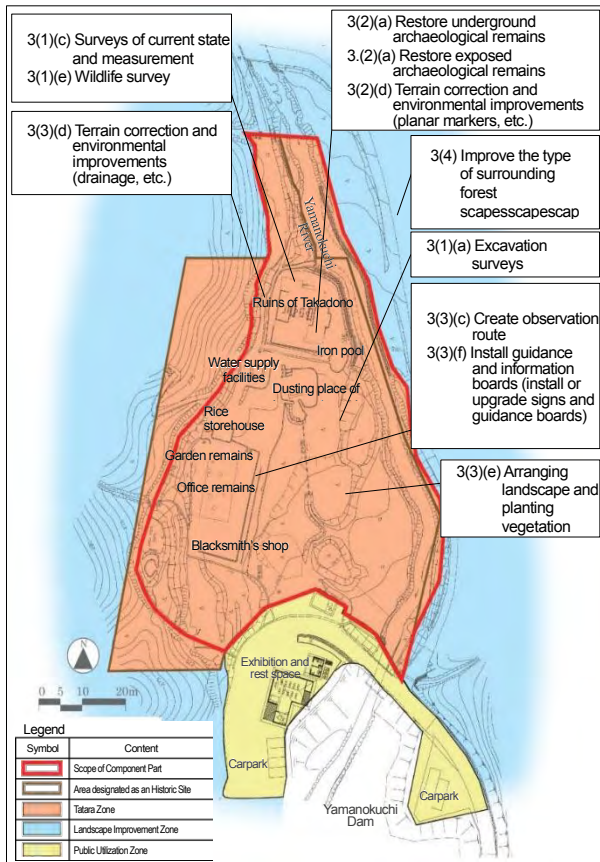 3(1)(c) Surveys of current state
and measurement
3(1)(e) Wildlife survey
3(3)(d) Terrain correction and
environmental
improvements
(drainage, etc.)
3(2)(a) Restore underground
archaeological remains
3.(2)(a) Restore exposed
archaeological remains
3(2)(d) Terrain correction and
environmental improvements
(planar markers, etc.)
3(4) Improve the type
of surrounding
forest
scapesscapescap
3(1)(a) Excavation
surveys
3(3)(c) Create observation
route
3(3)(f) Install guidance
and information
boards (install or
upgrade signs and
guidance boards)
3(3)(e) Arranging
landscape and
planting
vegetation
Yamanokuchi
River
Ruins of Takadono
Iron pool
Water supply
facilities
Dusting place of
Rice
storehouse
Garden remains
Office remains
Blacksmith's shop
N
0 5 10 20m
Exhibition and
rest space
Carpark
Carpark
Yamanokuchi
Dam
Legend
Symbol Content
Scope of Component Part
Area designated as an Historic Site
Tatara Zone
Landscape Improvement Zone
Public Utilization Zone